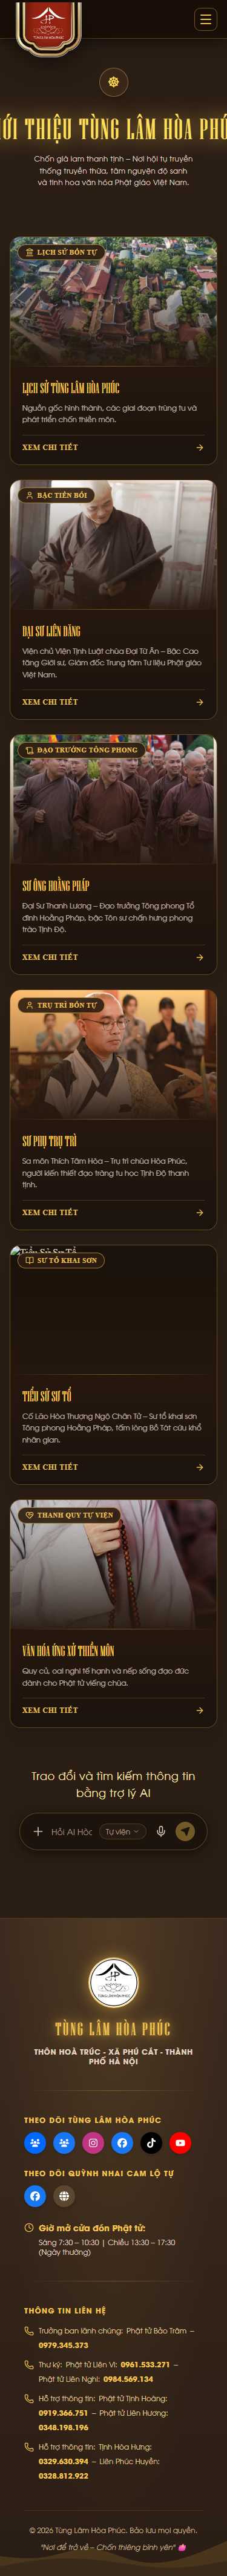 TÙNG LÂM HÒA PHÚC
ỚI THIỆU TÙNG LÂM HÒA PHÚ
Chốn già lam thanh tịnh – Nơi hội tụ truyền
thống truyền thừa, tâm nguyện độ sanh
và tinh hoa văn hóa Phật giáo Việt Nam.
LỊCH SỬ BỔN TỰ
LỊCH SỬ TÙNG LÂM HÒA PHÚC
Nguồn gốc hình thành, các giai đoạn trùng tu và
phát triển chốn thiền môn.
XEM CHI TIẾT
BẬC TIỀN BỐI
ĐẠI SƯ LIÊN ĐĂNG
Viện chủ Viện Tịnh Luật chùa Đại Từ Ân – Bậc Cao
tăng Giới sư, Giám đốc Trung tâm Tư liệu Phật giáo
Việt Nam.
XEM CHI TIẾT
ĐẠO TRƯỞNG TÔNG PHONG
SƯ ÔNG HOẰNG PHÁP
Đại Sư Thanh Lương – Đạo trưởng Tông phong Tổ
đình Hoằng Pháp, bậc Tôn sư chấn hưng phong
trào Tịnh Độ.
XEM CHI TIẾT
TRỤ TRÌ BỔN TỰ
SƯ PHỤ TRỤ TRÌ
Sa môn Thích Tâm Hòa – Trụ trì chùa Hòa Phúc,
người kiến thiết đạo tràng tu học Tịnh Độ thanh
tịnh.
XEM CHI TIẾT
Tiểu Sử Sư Tổ
SƯ TỔ KHAI SƠN
TIỂU SỬ SƯ TỔ
Cố Lão Hòa Thượng Ngộ Chân Tử – Sư tổ khai sơn
Tông phong Hoằng Pháp, tấm lòng Bồ Tát cứu khổ
nhân gian.
XEM CHI TIẾT
THANH QUY TỰ VIỆN
VĂN HÓA ỨNG XỬ THIỀN MÔN
Quy củ, oai nghi tế hạnh và nếp sống đạo đức
dành cho Phật tử viếng chùa.
XEM CHI TIẾT
Trao đổi và tìm kiếm thông tin
bằng trợ lý AI
Hỏi AI Hòa
Tự viện
TÙNG LÂM HÒA PHÚC
THÔN HOÀ TRÚC - XÃ PHÚ CÁT - THÀNH
PHỐ HÀ NỘI
THEO DÕI TÙNG LÂM HÒA PHÚC
THEO DÕI QUỲNH NHAI CAM LỘ TỰ
Giờ mở cửa đón Phật tử:
Sáng 7:30 – 10:30 | Chiều 13:30 – 17:30
(Ngày thường)
THÔNG TIN LIÊN HỆ
Trưởng ban lãnh chúng: Phật tử Bảo Trâm –
0979.345.373
Thư ký: Phật tử Liên Vi: 0961.533.271 –
Phật tử Liên Nghi: 0984.569.134
Hỗ trợ thông tin: Phật tử Tịnh Hoàng:
0919.366.751 – Phật tử Liên Hương:
0348.198.196
Hỗ trợ thông tin: Tịnh Hòa Hưng:
0329.630.394 – Liên Phúc Huyền:
0328.812.922
© 2026 Tùng Lâm Hòa Phúc. Bảo lưu mọi quyền.
"Nơi để trở về – Chốn thiêng bình yên"